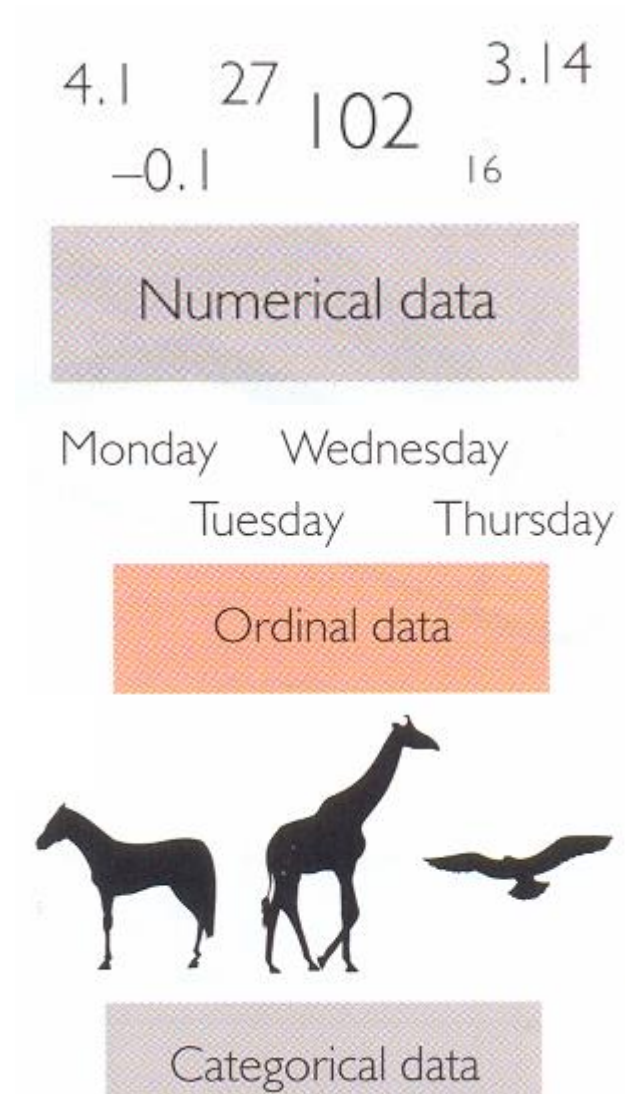 4.1 27 102 3.14
–0.1 16
Numerical data
Monday Wednesday
Tuesday Thursday
Ordinal data
Categorical data